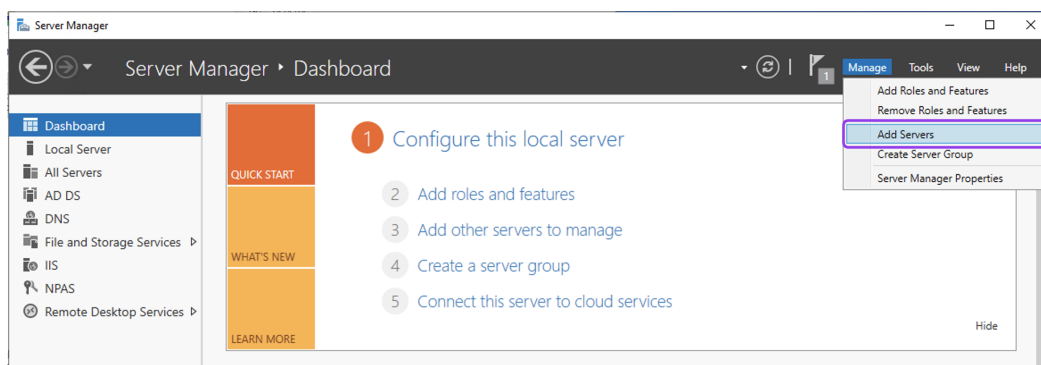 Server Manager
Server Manager ‣ Dashboard
1
Manage
Tools
View
Help
Add Roles and Features
Remove Roles and Features
Add Servers
Create Server Group
Server Manager Properties
Dashboard
Local Server
All Servers
AD DS
DNS
File and Storage Services
IIS
NPAS
Remote Desktop Services
QUICK START
WHAT'S NEW
LEARN MORE
1 Configure this local server
2 Add roles and features
3 Add other servers to manage
4 Create a server group
5 Connect this server to cloud services
Hide